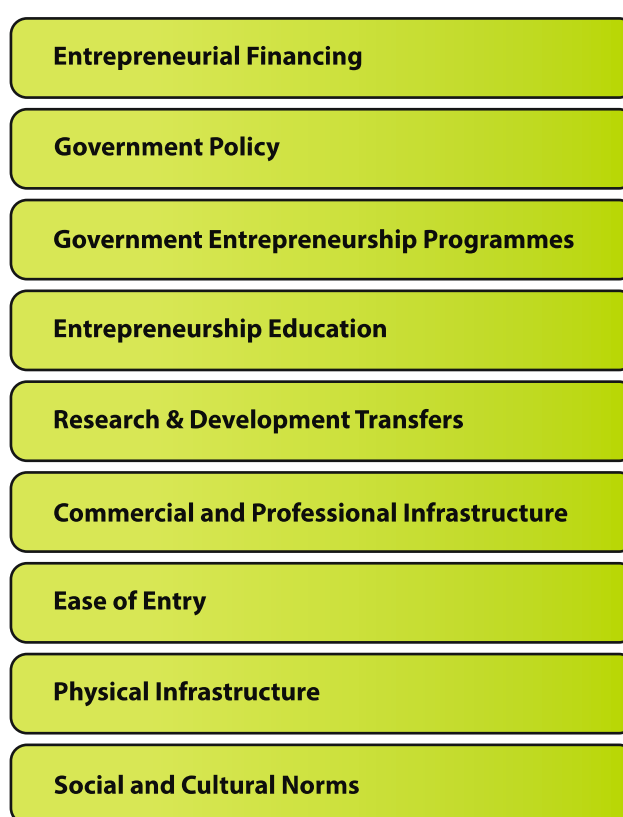 Entrepreneurial Financing
Government Policy
Government Entrepreneurship Programmes
Entrepreneurship Education
Research & Development Transfers
Commercial and Professional Infrastructure
Ease of Entry
Physical Infrastructure
Social and Cultural Norms